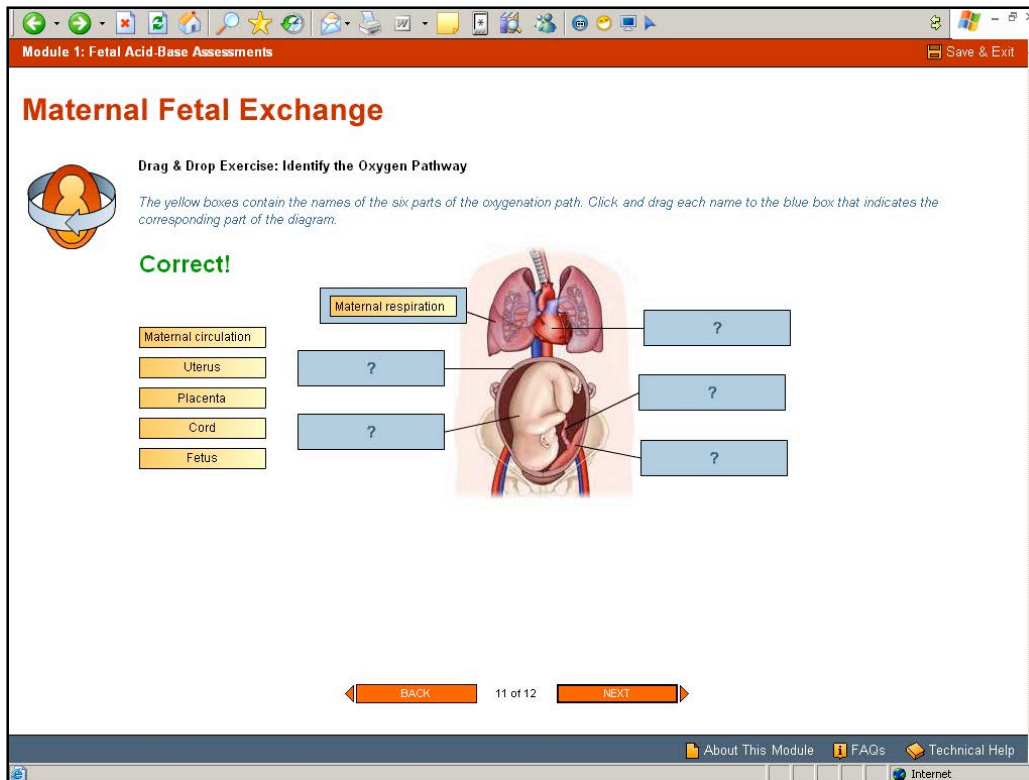 Module 1: Fetal Acid-Base Assessments
Save & Exit
Maternal Fetal Exchange
Drag & Drop Exercise: Identify the Oxygen Pathway
The yellow boxes contain the names of the six parts of the oxygenation path. Click and drag each name to the blue box that indicates the
corresponding part of the diagram.
Correct!
Maternal respiration
?
Maternal circulation
?
Uterus
Placenta
?
Cord
?
Fetus
?
BACK
11 of 12
NEXT
About This Module
FAQs
Technical Help
Internet